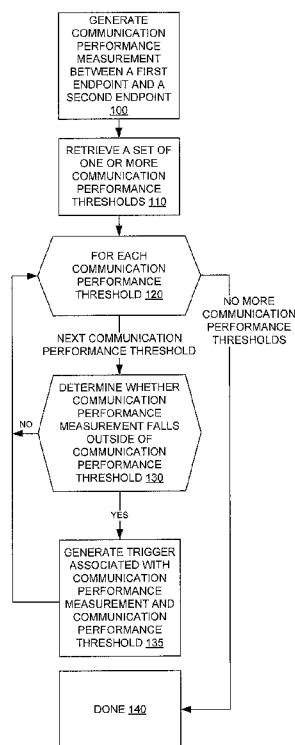 GENERATE
COMMUNICATION
PERFORMANCE
MEASUREMENT
BETWEEN A FIRST
ENDPOINT AND A
SECOND ENDPOINT
100
RETRIEVE A SET OF
ONE OR MORE
COMMUNICATION
PERFORMANCE
THRESHOLDS 110
FOR EACH
COMMUNICATION
PERFORMANCE
THRESHOLD 120
NO MORE
COMMUNICATION
PERFORMANCE
THRESHOLDS
NEXT COMMUNICATION
PERFORMANCE THRESHOLD
DETERMINE WHETHER
COMMUNICATION
PERFORMANCE
MEASUREMENT FALLS
OUTSIDE OF
COMMUNICATION
PERFORMANCE
THRESHOLD 130
NO
YES
GENERATE TRIGGER
ASSOCIATED WITH
COMMUNICATION
PERFORMANCE
MEASUREMENT AND
COMMUNICATION
PERFORMANCE
THRESHOLD 135
DONE 140